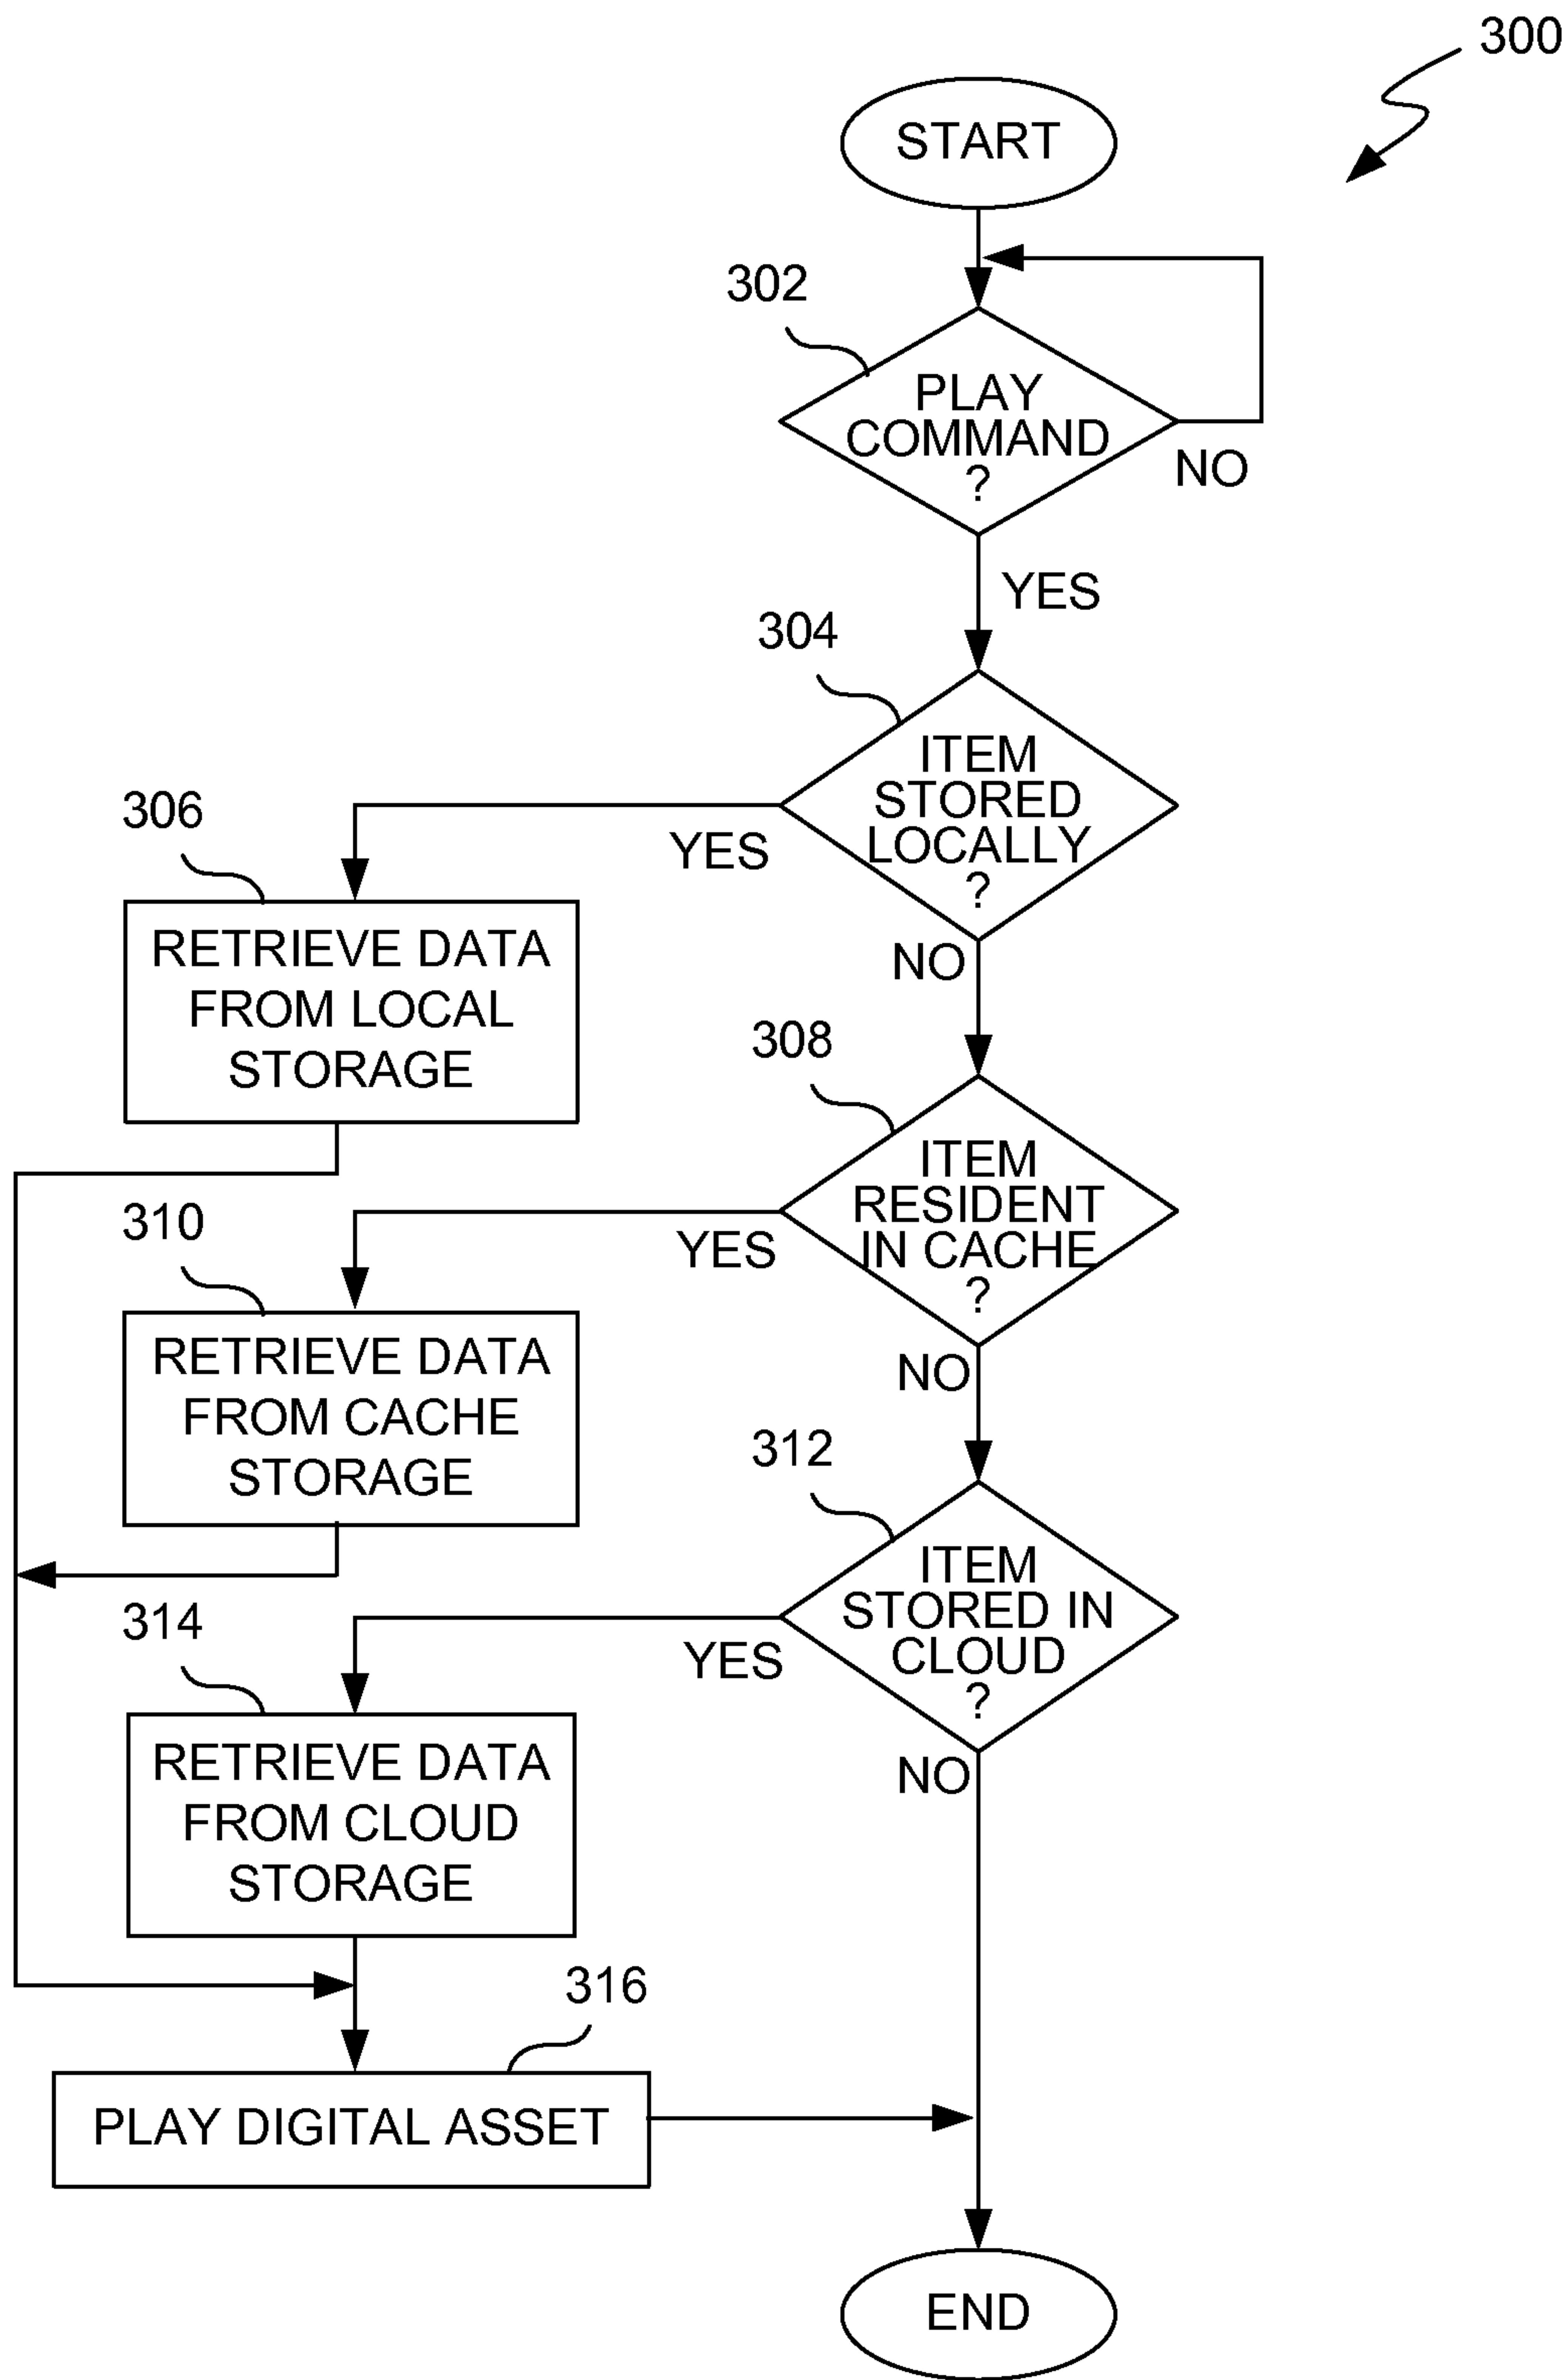 300
START
302
PLAY
COMMAND
?
NO
YES
304
ITEM
STORED
LOCALLY
?
YES
NO
306
RETRIEVE DATA
FROM LOCAL
STORAGE
308
ITEM
RESIDENT
IN CACHE
?
YES
NO
310
RETRIEVE DATA
FROM CACHE
STORAGE
312
ITEM
STORED IN
CLOUD
?
YES
NO
314
RETRIEVE DATA
FROM CLOUD
STORAGE
316
PLAY DIGITAL ASSET
END